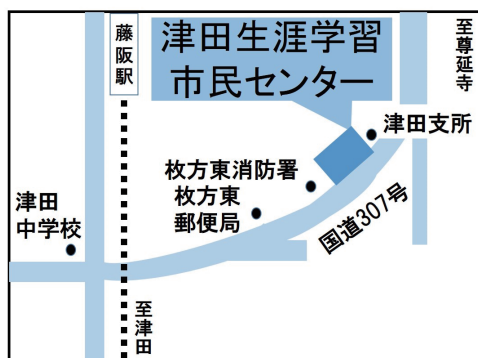 藤阪駅
津田生涯学習
市民センター
至尊延寺
津田支所
枚方東消防署
枚方東
郵便局
津田
中学校
国道307号
至津田